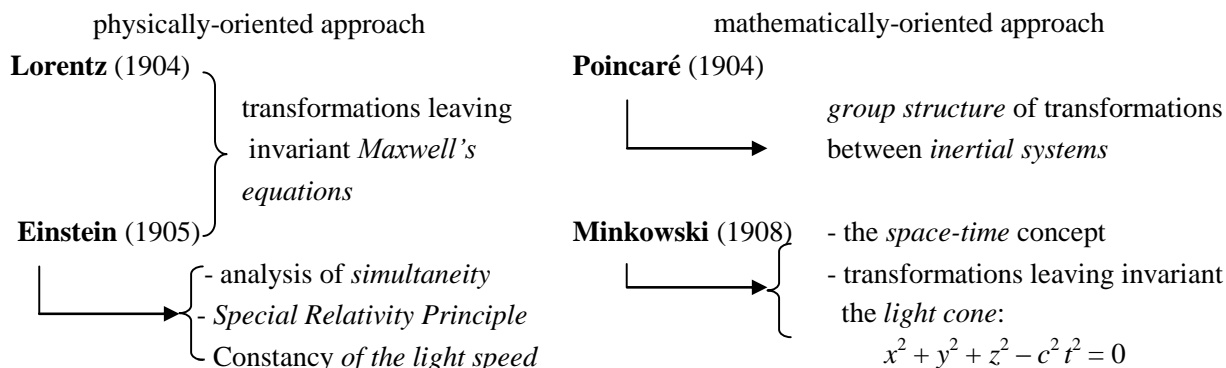 physically-oriented approach
Lorentz (1904)
transformations leaving
invariant Maxwell's
equations
Einstein (1905)
- analysis of simultaneity
- Special Relativity Principle
- Constancy of the light speed
mathematically-oriented approach
Poincaré (1904)
group structure of transformations
between inertial systems
Minkowski (1908)
- the space-time concept
- transformations leaving invariant
the light cone:
x² + y² + z² – c² t² = 0